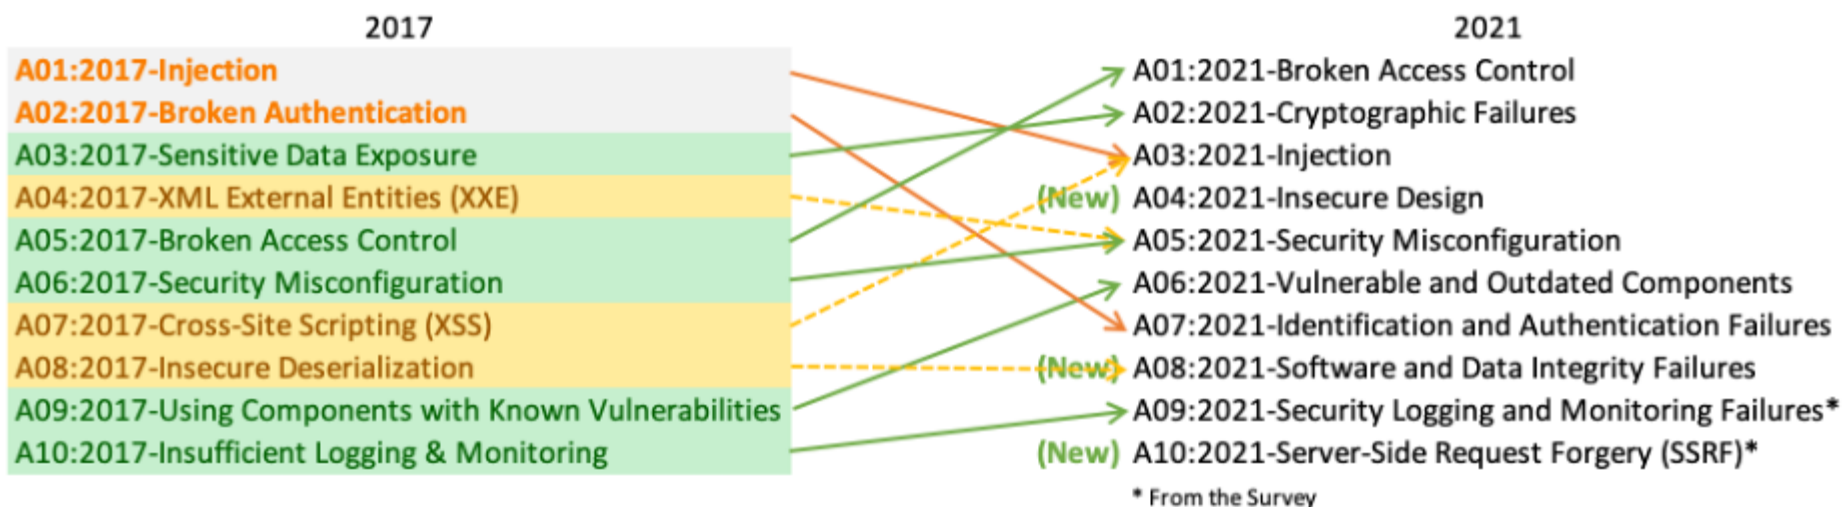 2017
A01:2017-Injection
A02:2017-Broken Authentication
A03:2017-Sensitive Data Exposure
A04:2017-XML External Entities (XXE)
A05:2017-Broken Access Control
A06:2017-Security Misconfiguration
A07:2017-Cross-Site Scripting (XSS)
A08:2017-Insecure Deserialization
A09:2017-Using Components with Known Vulnerabilities
A10:2017-Insufficient Logging & Monitoring
2021
A01:2021-Broken Access Control
A02:2021-Cryptographic Failures
A03:2021-Injection
(New) A04:2021-Insecure Design
A05:2021-Security Misconfiguration
A06:2021-Vulnerable and Outdated Components
A07:2021-Identification and Authentication Failures
(New) A08:2021-Software and Data Integrity Failures
A09:2021-Security Logging and Monitoring Failures*
(New) A10:2021-Server-Side Request Forgery (SSRF)*
* From the Survey